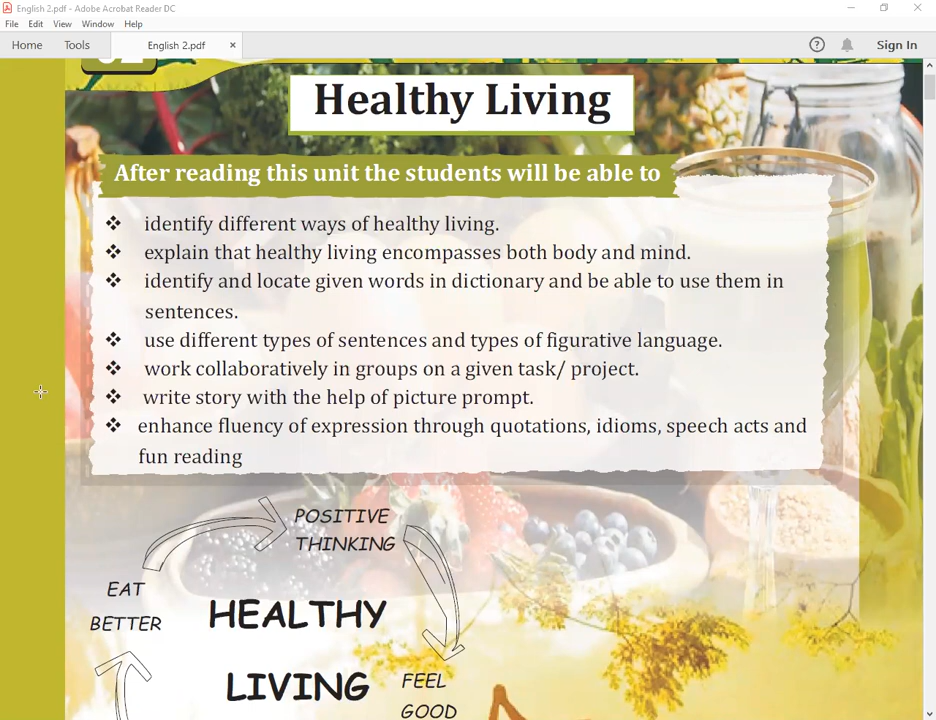 English 2.pdf - Adobe Acrobat Reader DC
File Edit View Window Help
Home Tools English 2.pdf × Sign In
Healthy Living
After reading this unit the students will be able to
❖ identify different ways of healthy living.
❖ explain that healthy living encompasses both body and mind.
❖ identify and locate given words in dictionary and be able to use them in
sentences.
❖ use different types of sentences and types of figurative language.
❖ work collaboratively in groups on a given task/ project.
❖ write story with the help of picture prompt.
❖ enhance fluency of expression through quotations, idioms, speech acts and
fun reading
POSITIVE
THINKING
EAT
BETTER
HEALTHY
LIVING
FEEL
GOOD